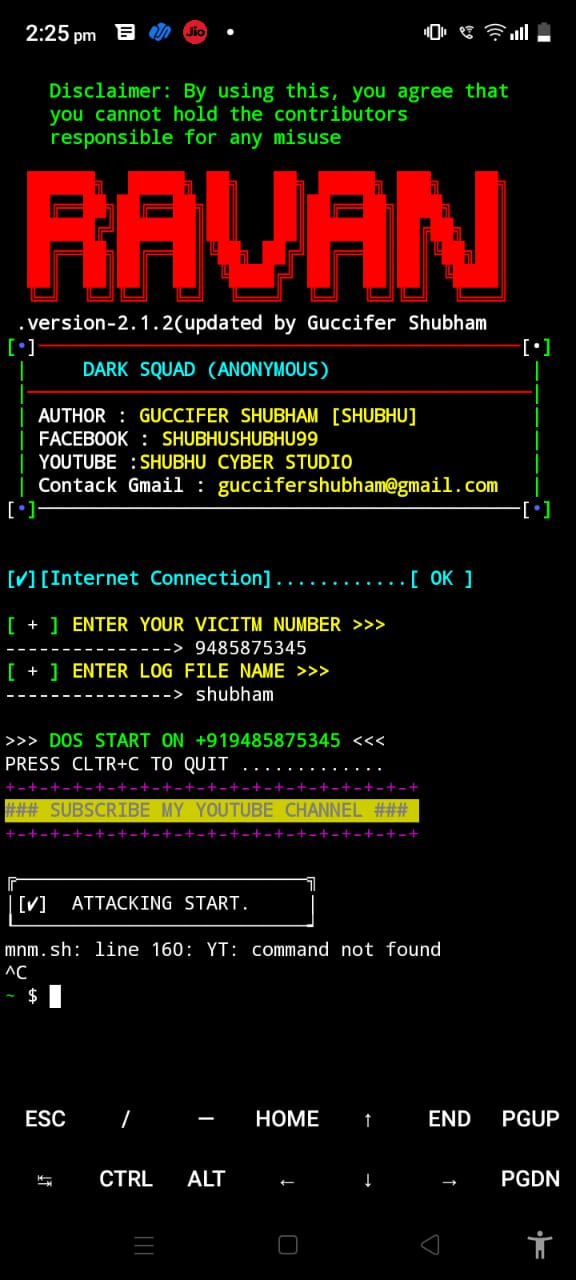 2:25 pm
Jio
Disclaimer: By using this, you agree that
you cannot hold the contributors
responsible for any misuse
RAVAN
.version-2.1.2(updated by Guccifer Shubham
[•]─[•]
DARK SQUAD (ANONYMOUS)
AUTHOR : GUCCIFER SHUBHAM [SHUBHU]
FACEBOOK : SHUBHUSHUBHU99
YOUTUBE :SHUBHU CYBER STUDIO
Contack Gmail : guccifershubham@gmail.com
[•]─[•]
[✔][Internet Connection]............[ OK ]
[ + ] ENTER YOUR VICITM NUMBER >>>
---------------> 9485875345
[ + ] ENTER LOG FILE NAME >>>
---------------> shubham
>>> DOS START ON +919485875345 <<<
PRESS CLTR+C TO QUIT .............
+-+-+-+-+-+-+-+-+-+-+-+-+-+-+-+-+-+-+
### SUBSCRIBE MY YOUTUBE CHANNEL ###
+-+-+-+-+-+-+-+-+-+-+-+-+-+-+-+-+-+-+
[✔] ATTACKING START.
mnm.sh: line 160: YT: command not found
^C
~ $
ESC / — HOME ↑ END PGUP
↹ CTRL ALT ← ↓ → PGDN